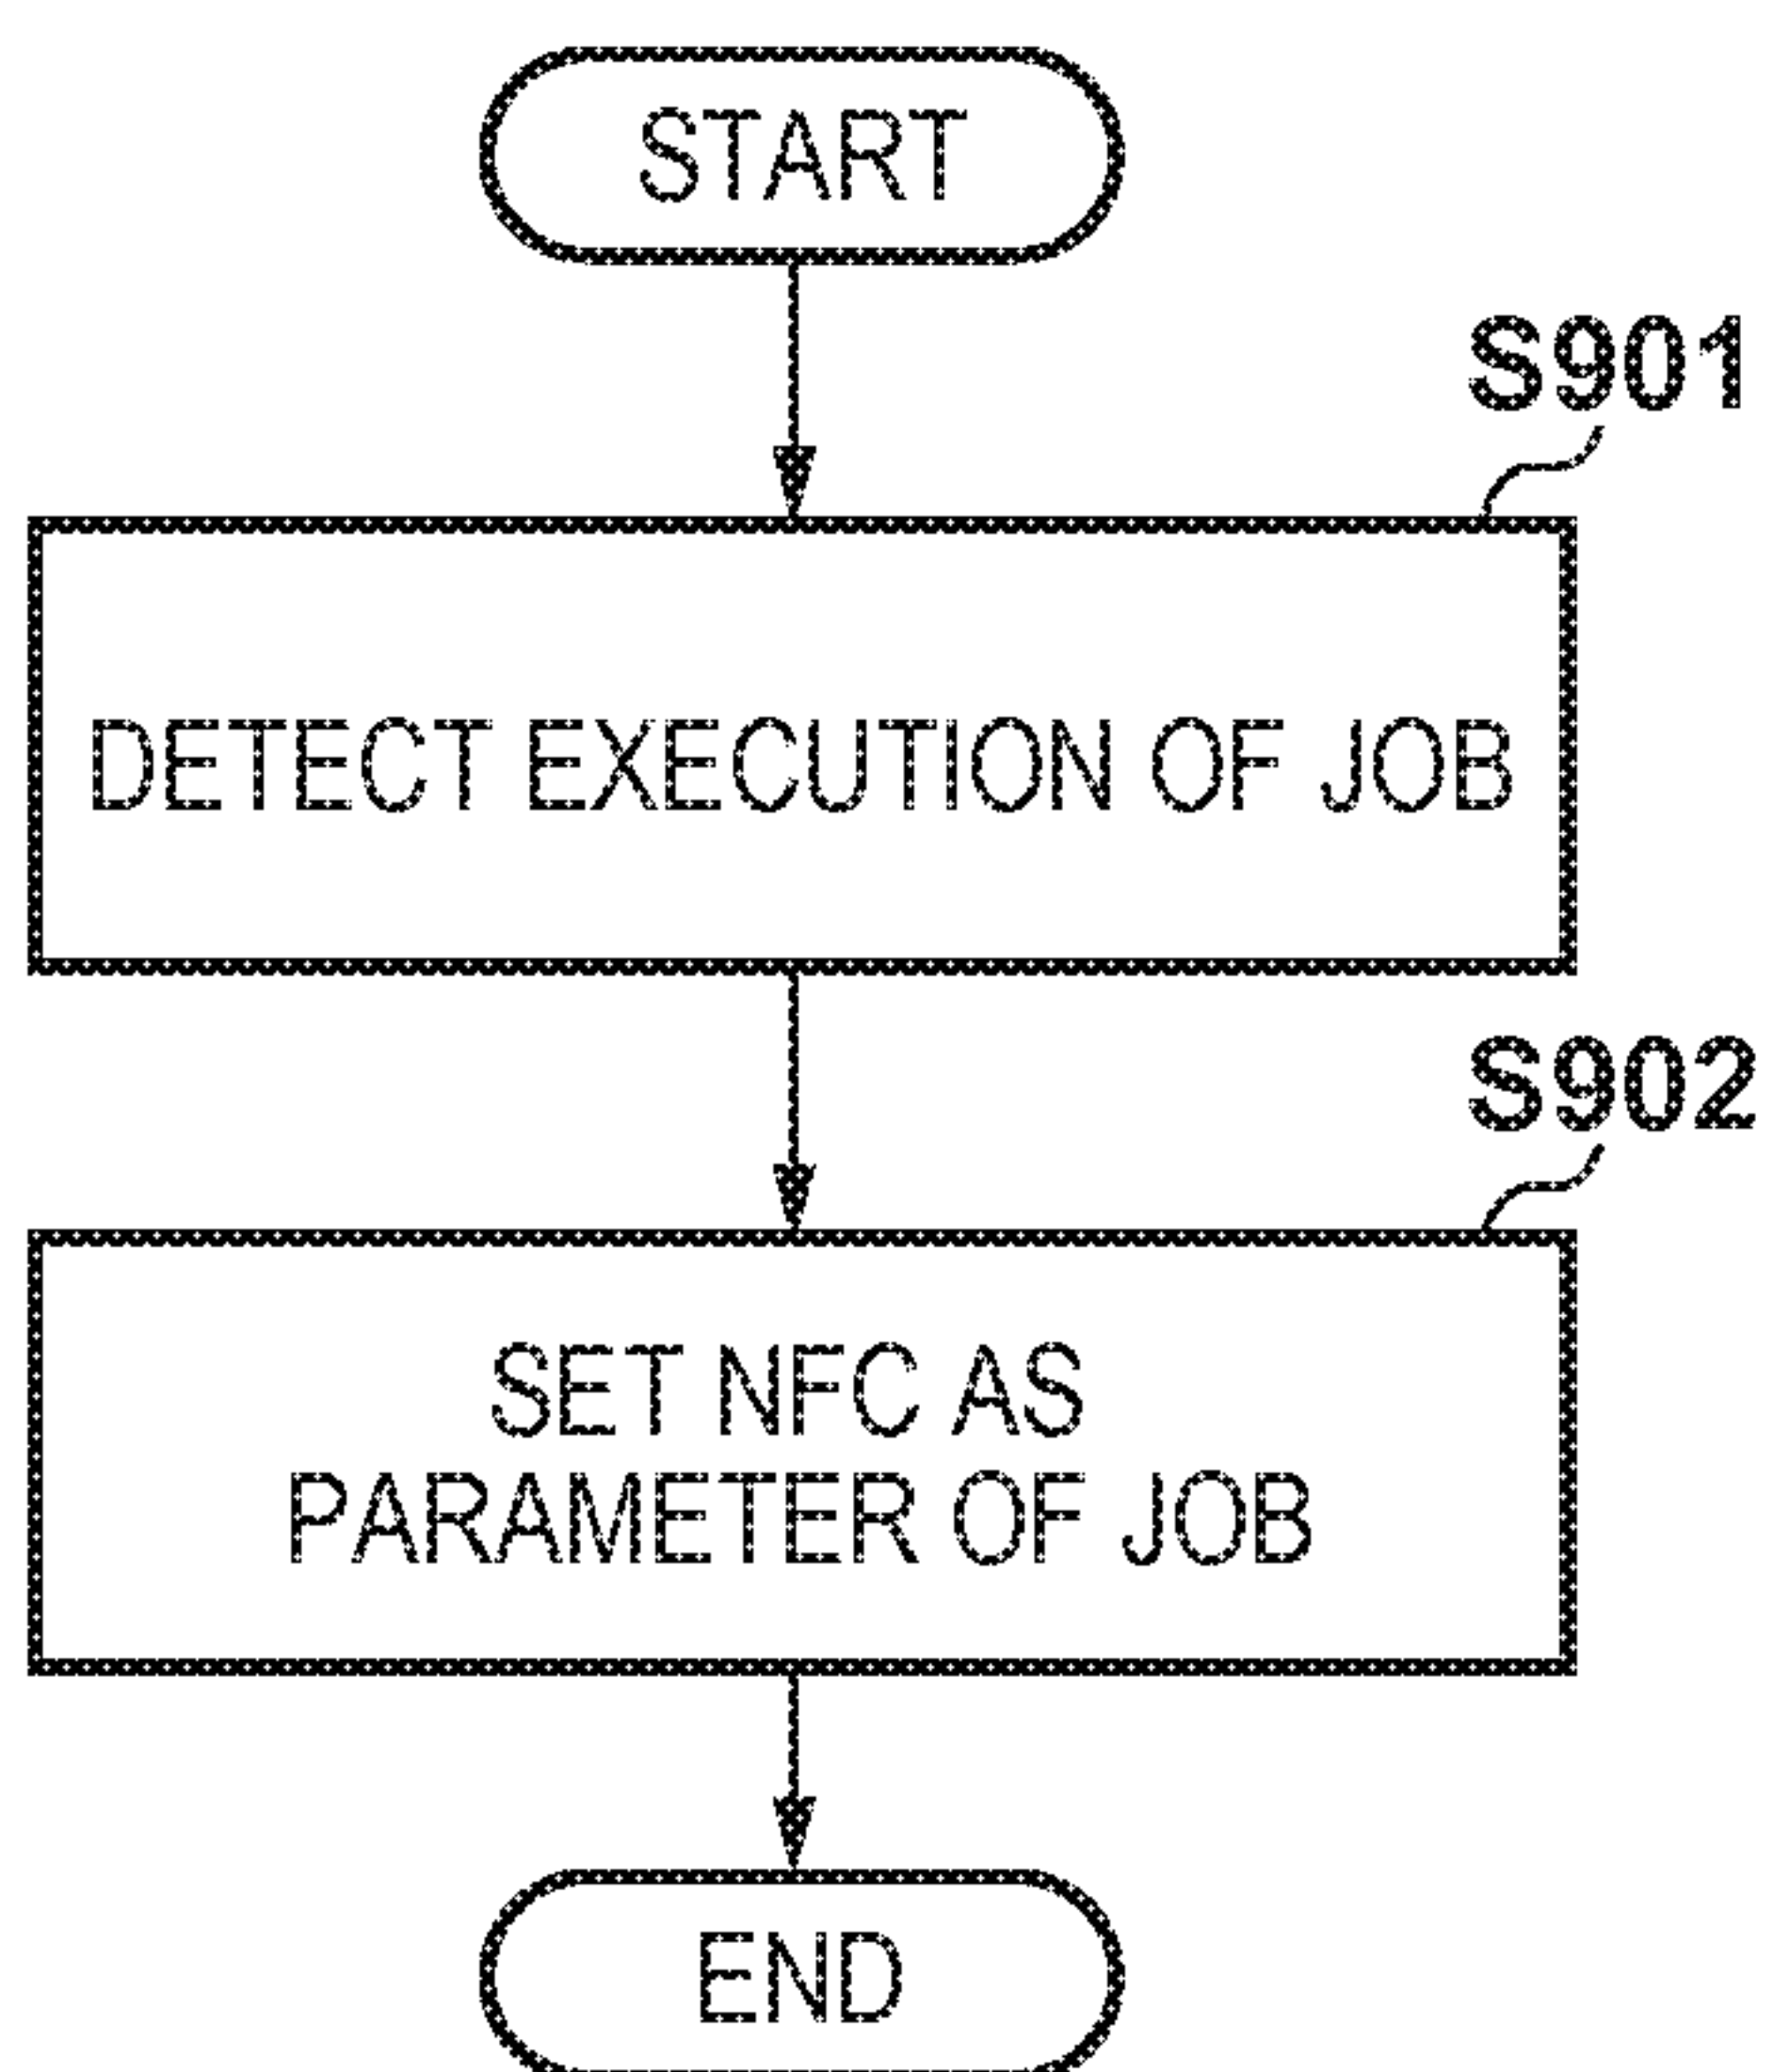 START
S901
DETECT EXECUTION OF JOB
S902
SET NFC AS
PARAMETER OF JOB
END